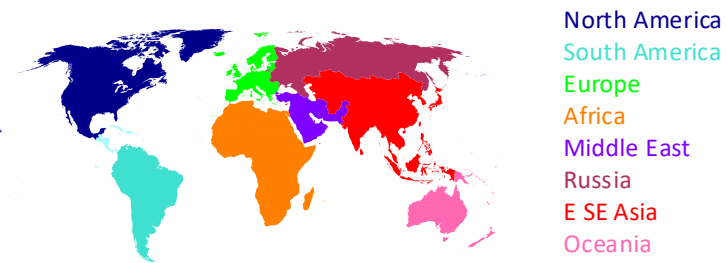 North America
South America
Europe
Africa
Middle East
Russia
E SE Asia
Oceania